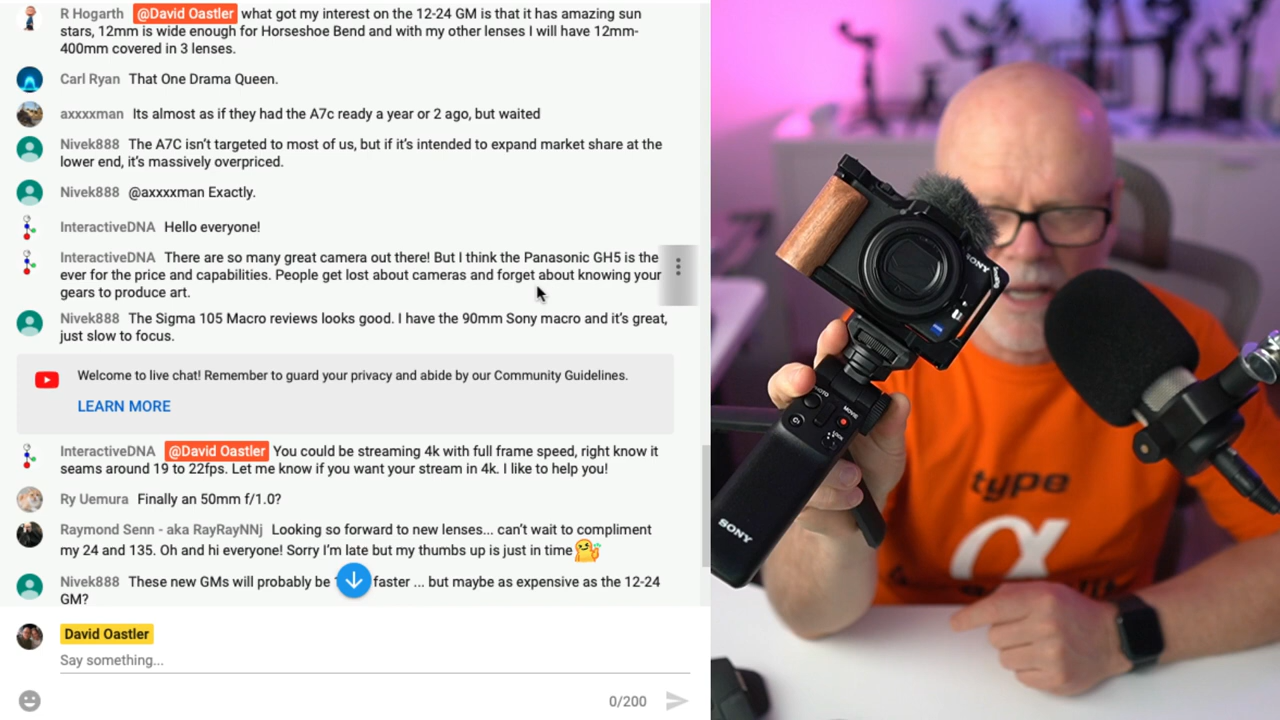 R Hogarth @David Oastler what got my interest on the 12-24 GM is that it has amazing sun
stars, 12mm is wide enough for Horseshoe Bend and with my other lenses I will have 12mm-
400mm covered in 3 lenses.
Carl Ryan That One Drama Queen.
axxxxman Its almost as if they had the A7c ready a year or 2 ago, but waited
Nivek888 The A7C isn't targeted to most of us, but if it's intended to expand market share at the
lower end, it's massively overpriced.
Nivek888 @axxxxman Exactly.
InteractiveDNA Hello everyone!
InteractiveDNA There are so many great camera out there! But I think the Panasonic GH5 is the
ever for the price and capabilities. People get lost about cameras and forget about knowing your
gears to produce art.
Nivek888 The Sigma 105 Macro reviews looks good. I have the 90mm Sony macro and it's great,
just slow to focus.
Welcome to live chat! Remember to guard your privacy and abide by our Community Guidelines.
LEARN MORE
InteractiveDNA @David Oastler You could be streaming 4k with full frame speed, right know it
seams around 19 to 22fps. Let me know if you want your stream in 4k. I like to help you!
Ry Uemura Finally an 50mm f/1.0?
Raymond Senn - aka RayRayNNj Looking so forward to new lenses... can't wait to compliment
my 24 and 135. Oh and hi everyone! Sorry I'm late but my thumbs up is just in time
Nivek888 These new GMs will probably be faster ... but maybe as expensive as the 12-24
GM?
David Oastler
Say something...
0/200
SONY
MOVIE
C1
SONY
type
α